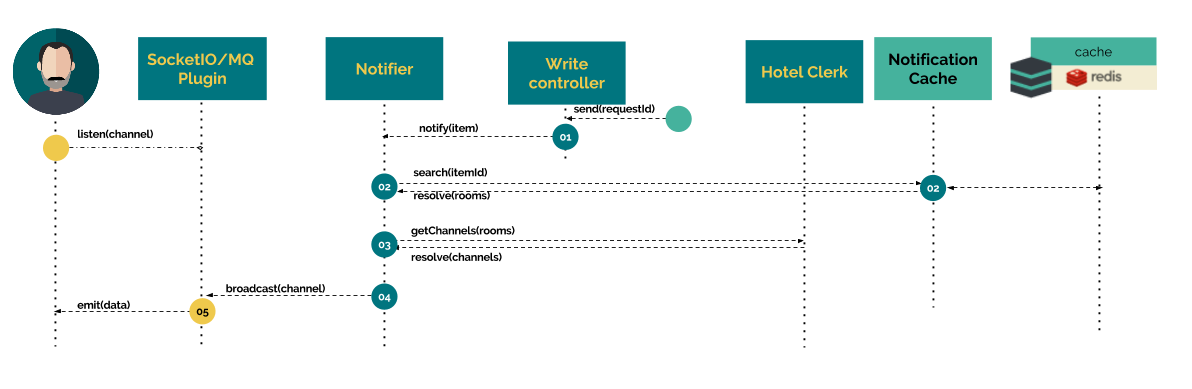 SocketIO/MQ
Plugin
Notifier
Write
controller
Hotel Clerk
Notification
Cache
cache
redis
send(requestId)
listen(channel)
notify(item)
01
search(itemId)
02
02
resolve(rooms)
getChannels(rooms)
03
resolve(channels)
broadcast(channel)
04
emit(data)
05